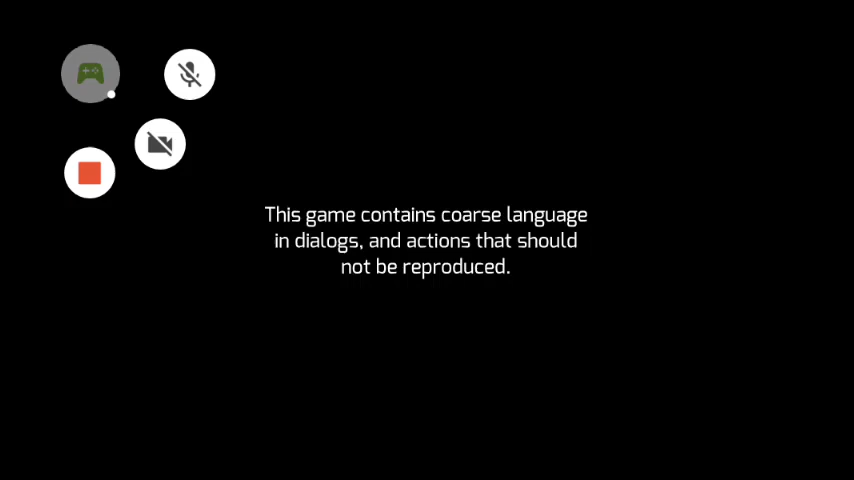 This game contains coarse language
in dialogs, and actions that should
not be reproduced.